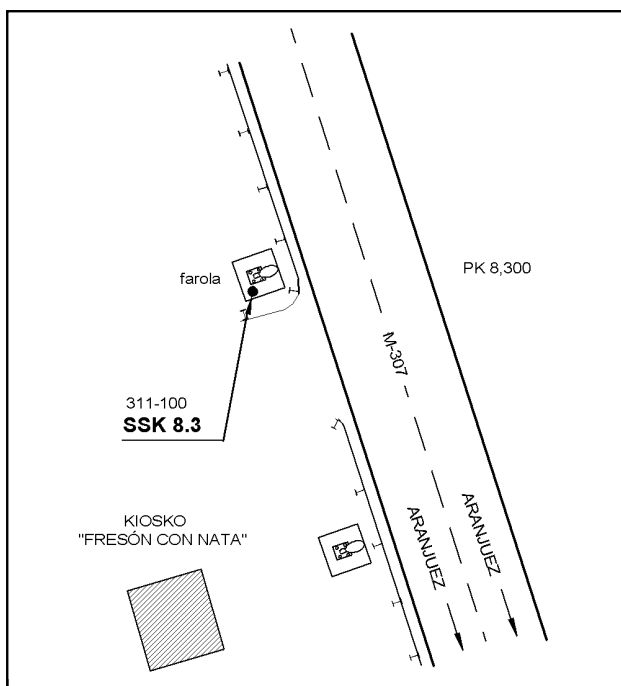 farola
PK 8,300
M-307
311-100
SSK 8.3
ARANJUEZ
ARANJUEZ
KIOSKO
"FRESÓN CON NATA"